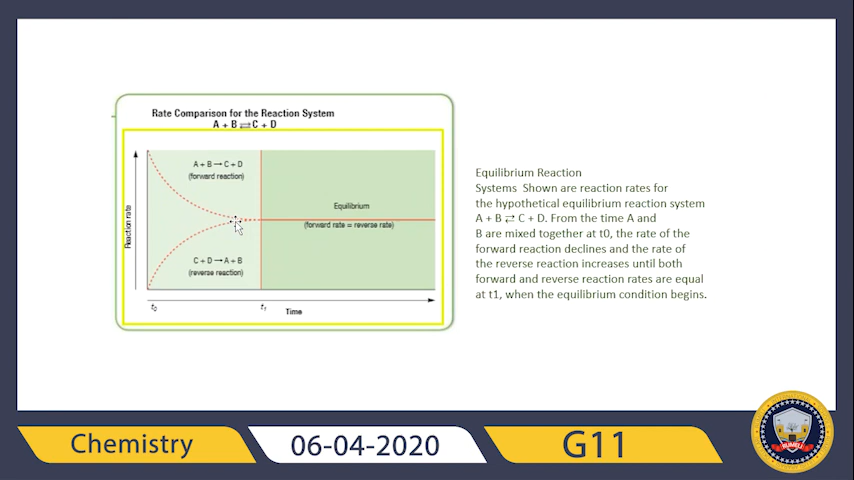 Rate Comparison for the Reaction System
A + B ⇌ C + D
A + B → C + D
(forward reaction)
Equilibrium
(forward rate = reverse rate)
C + D → A + B
(reverse reaction)
Reaction rate
t0
t1
Time
Equilibrium Reaction
Systems Shown are reaction rates for
the hypothetical equilibrium reaction system
A + B ⇄ C + D. From the time A and
B are mixed together at t0, the rate of the
forward reaction declines and the rate of
the reverse reaction increases until both
forward and reverse reaction rates are equal
at t1, when the equilibrium condition begins.
Chemistry
06-04-2020
G11